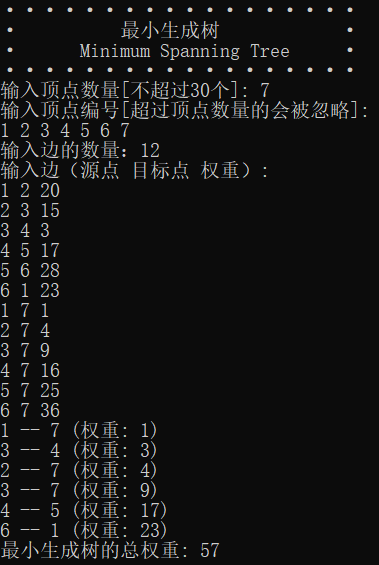 最小生成树
Minimum Spanning Tree
输入顶点数量[不超过30个]: 7
输入顶点编号[超过顶点数量的会被忽略]:
1 2 3 4 5 6 7
输入边的数量：12
输入边（源点 目标点 权重）:
1 2 20
2 3 15
3 4 3
4 5 17
5 6 28
6 1 23
1 7 1
2 7 4
3 7 9
4 7 16
5 7 25
6 7 36
1 -- 7 (权重: 1)
3 -- 4 (权重: 3)
2 -- 7 (权重: 4)
3 -- 7 (权重: 9)
4 -- 5 (权重: 17)
6 -- 1 (权重: 23)
最小生成树的总权重: 57